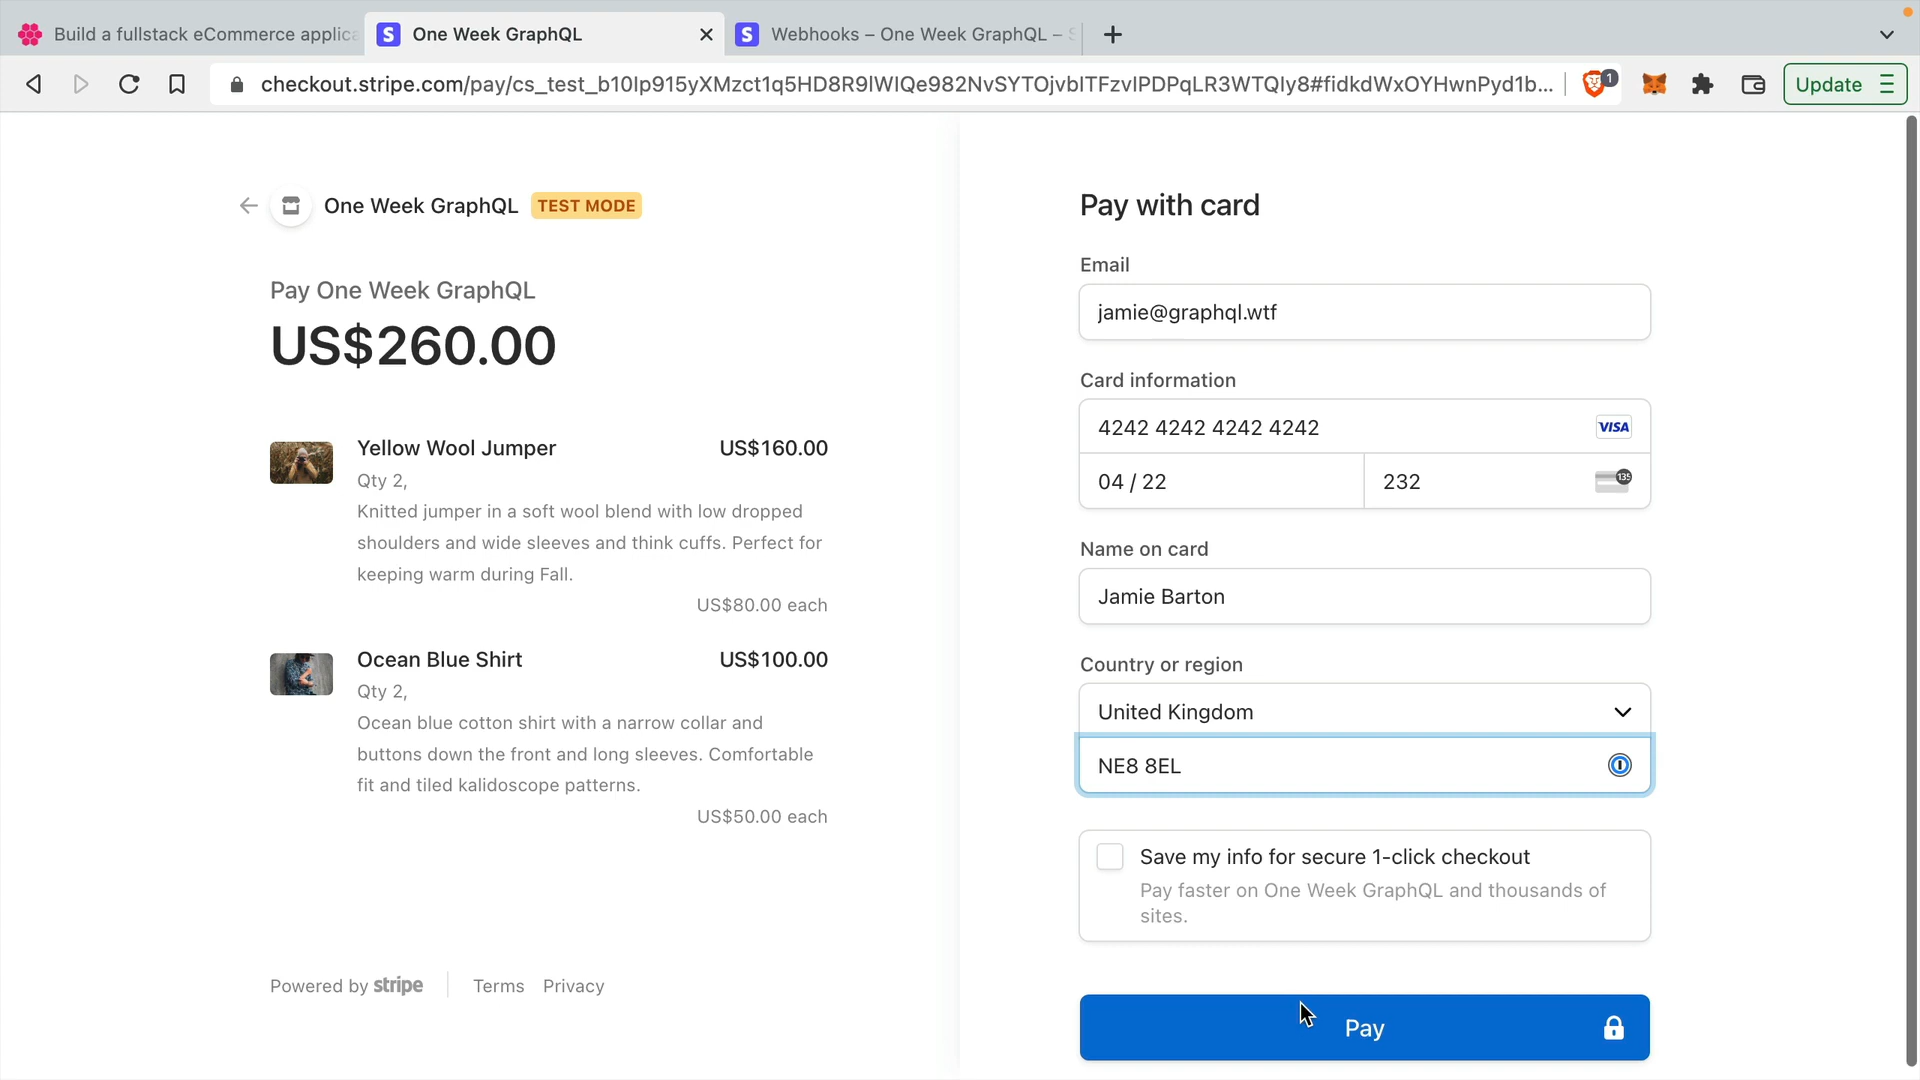 Build a fullstack eCommerce applica
One Week GraphQL
Webhooks – One Week GraphQL – S
checkout.stripe.com/pay/cs_test_b10Ip915yXMzct1q5HD8R9lWIQe982NvSYTOjvbITFzvIPDPqLR3WTQIy8#fidkdWxOYHwnPyd1b...
1
Update
One Week GraphQL
TEST MODE
Pay One Week GraphQL
US$260.00
Yellow Wool Jumper
US$160.00
Qty 2,
Knitted jumper in a soft wool blend with low dropped
shoulders and wide sleeves and think cuffs. Perfect for
keeping warm during Fall.
US$80.00 each
Ocean Blue Shirt
US$100.00
Qty 2,
Ocean blue cotton shirt with a narrow collar and
buttons down the front and long sleeves. Comfortable
fit and tiled kalidoscope patterns.
US$50.00 each
Powered by stripe
Terms
Privacy
Pay with card
Email
jamie@graphql.wtf
Card information
4242 4242 4242 4242
VISA
04 / 22
232
135
Name on card
Jamie Barton
Country or region
United Kingdom
NE8 8EL
Save my info for secure 1-click checkout
Pay faster on One Week GraphQL and thousands of
sites.
Pay